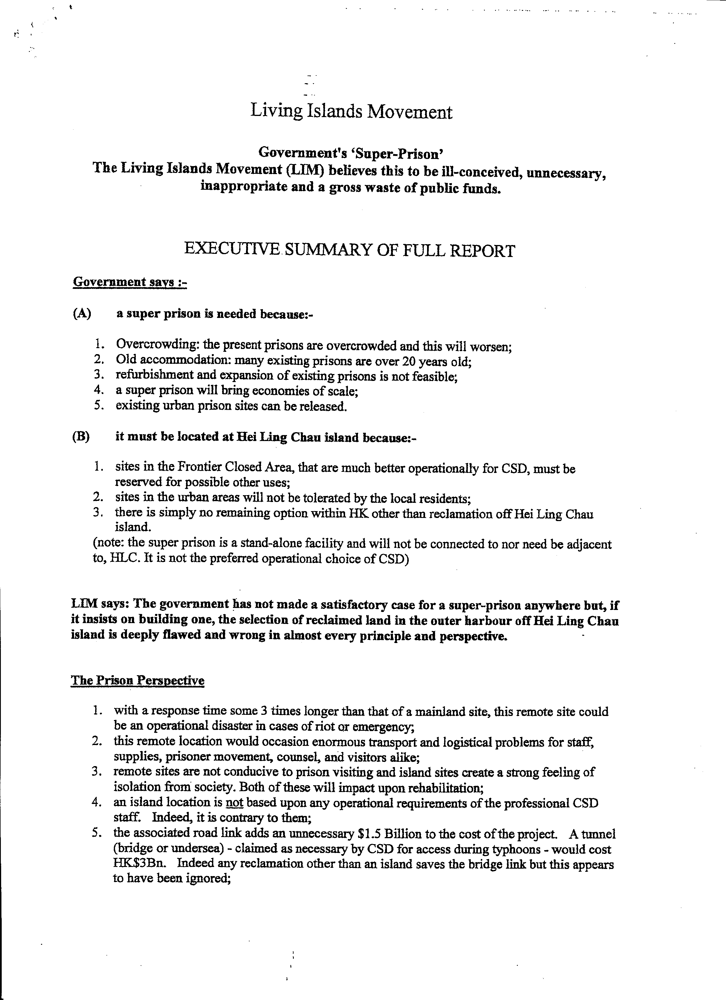 Living Islands Movement
Government's ‘Super-Prison’
The Living Islands Movement (LIM) believes this to be ill-conceived, unnecessary,
inappropriate and a gross waste of public funds.
EXECUTIVE SUMMARY OF FULL REPORT
Government says :-
(A) a super prison is needed because:-
1. Overcrowding: the present prisons are overcrowded and this will worsen;
2. Old accommodation: many existing prisons are over 20 years old;
3. refurbishment and expansion of existing prisons is not feasible;
4. a super prison will bring economies of scale;
5. existing urban prison sites can be released.
(B) it must be located at Hei Ling Chau island because:-
1. sites in the Frontier Closed Area, that are much better operationally for CSD, must be
reserved for possible other uses;
2. sites in the urban areas will not be tolerated by the local residents;
3. there is simply no remaining option within HK other than reclamation off Hei Ling Chau
island.
(note: the super prison is a stand-alone facility and will not be connected to nor need be adjacent
to, HLC. It is not the preferred operational choice of CSD)
LIM says: The government has not made a satisfactory case for a super-prison anywhere but, if
it insists on building one, the selection of reclaimed land in the outer harbour off Hei Ling Chau
island is deeply flawed and wrong in almost every principle and perspective.
The Prison Perspective
1. with a response time some 3 times longer than that of a mainland site, this remote site could
be an operational disaster in cases of riot or emergency;
2. this remote location would occasion enormous transport and logistical problems for staff,
supplies, prisoner movement, counsel, and visitors alike;
3. remote sites are not conducive to prison visiting and island sites create a strong feeling of
isolation from society. Both of these will impact upon rehabilitation;
4. an island location is not based upon any operational requirements of the professional CSD
staff. Indeed, it is contrary to them;
5. the associated road link adds an unnecessary $1.5 Billion to the cost of the project. A tunnel
(bridge or undersea) - claimed as necessary by CSD for access during typhoons - would cost
HK$3Bn. Indeed any reclamation other than an island saves the bridge link but this appears
to have been ignored;